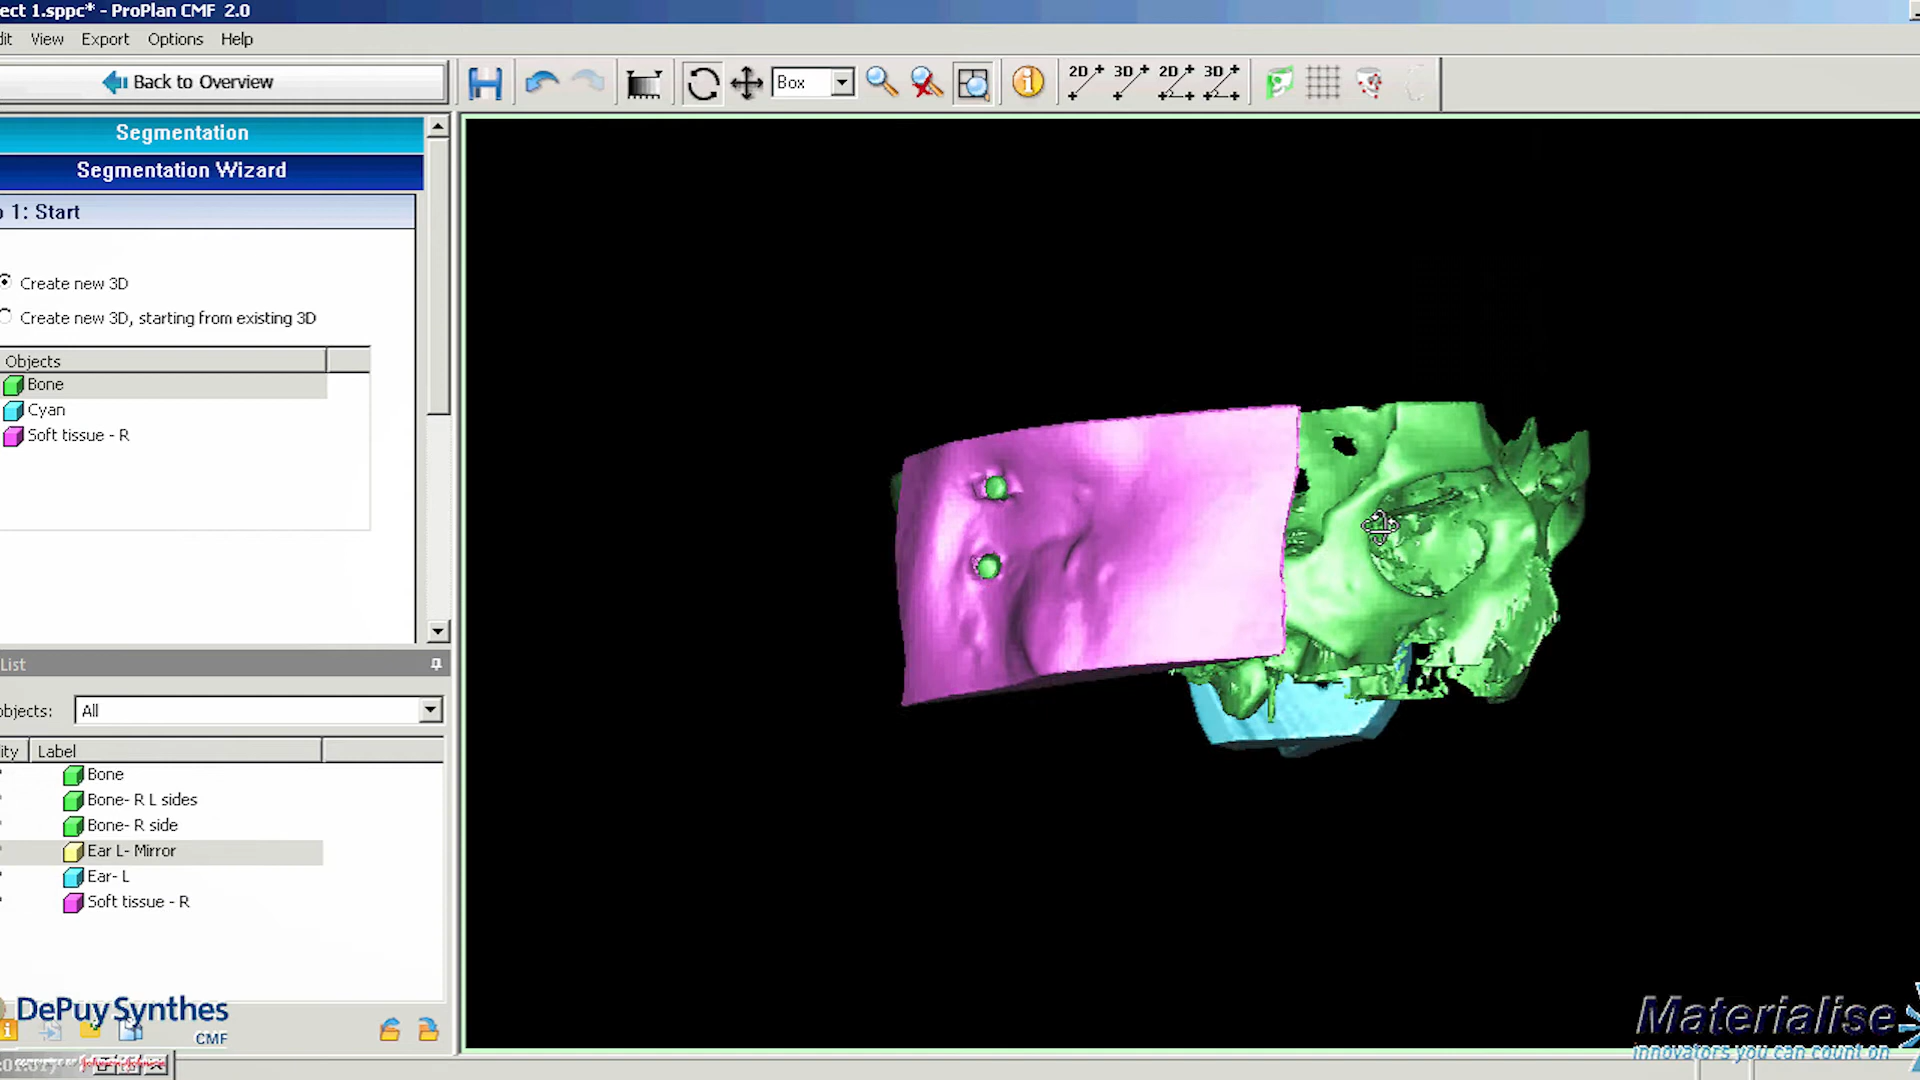 ect 1.sppc* - ProPlan CMF 2.0
dit View Export Options Help
Back to Overview
Box
2D 3D 2D 3D
Segmentation
Segmentation Wizard
o 1: Start
Create new 3D
Create new 3D, starting from existing 3D
Objects
Bone
Cyan
Soft tissue - R
List
objects: All
ity Label
Bone
Bone- R L sides
Bone- R side
Ear L- Mirror
Ear- L
Soft tissue - R
DePuy Synthes
CMF
Materialise
innovators you can count on